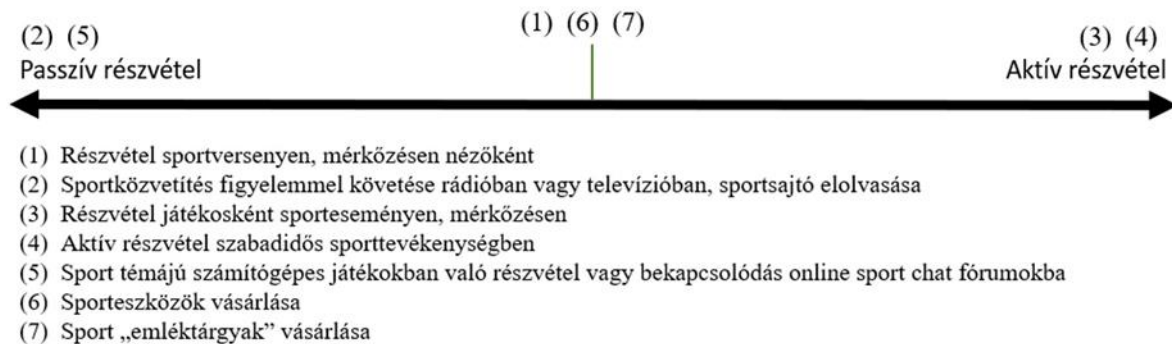 (1) (6) (7)
(2) (5)
(3) (4)
Passzív részvétel
Aktív részvétel
(1) Részvétel sportversenyen, mérkőzésen nézőként
(2) Sportközvetítés figyelemmel követése rádióban vagy televízióban, sportsajtó elolvasása
(3) Részvétel játékosként sporteseményen, mérkőzésen
(4) Aktív részvétel szabadidős sporttevékenységben
(5) Sport témájú számítógépes játékokban való részvétel vagy bekapcsolódás online sport chat fórumokba
(6) Sporteszközök vásárlása
(7) Sport „emléktárgyak” vásárlása